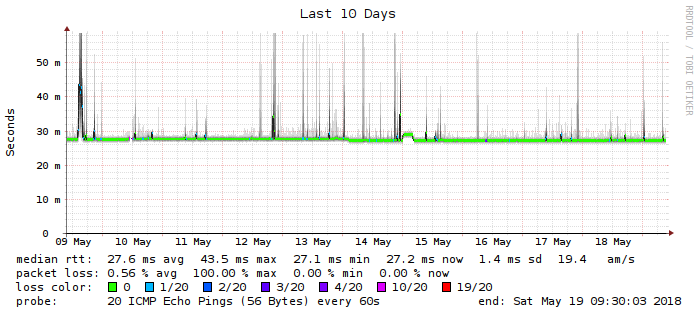 Last 10 Days
RRDTOOL / TOBI OETIKER
Seconds
50 m
40 m
30 m
20 m
10 m
0
09 May 10 May 11 May 12 May 13 May 14 May 15 May 16 May 17 May 18 May
median rtt: 27.6 ms avg 43.5 ms max 27.1 ms min 27.2 ms now 1.4 ms sd 19.4 am/s
packet loss: 0.56 % avg 100.00 % max 0.00 % min 0.00 % now
loss color: 0 1/20 2/20 3/20 4/20 10/20 19/20
probe: 20 ICMP Echo Pings (56 Bytes) every 60s end: Sat May 19 09:30:03 2018